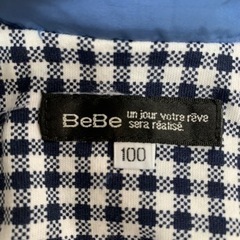 BeBe un jour votre rêve
sera réalisé.
100